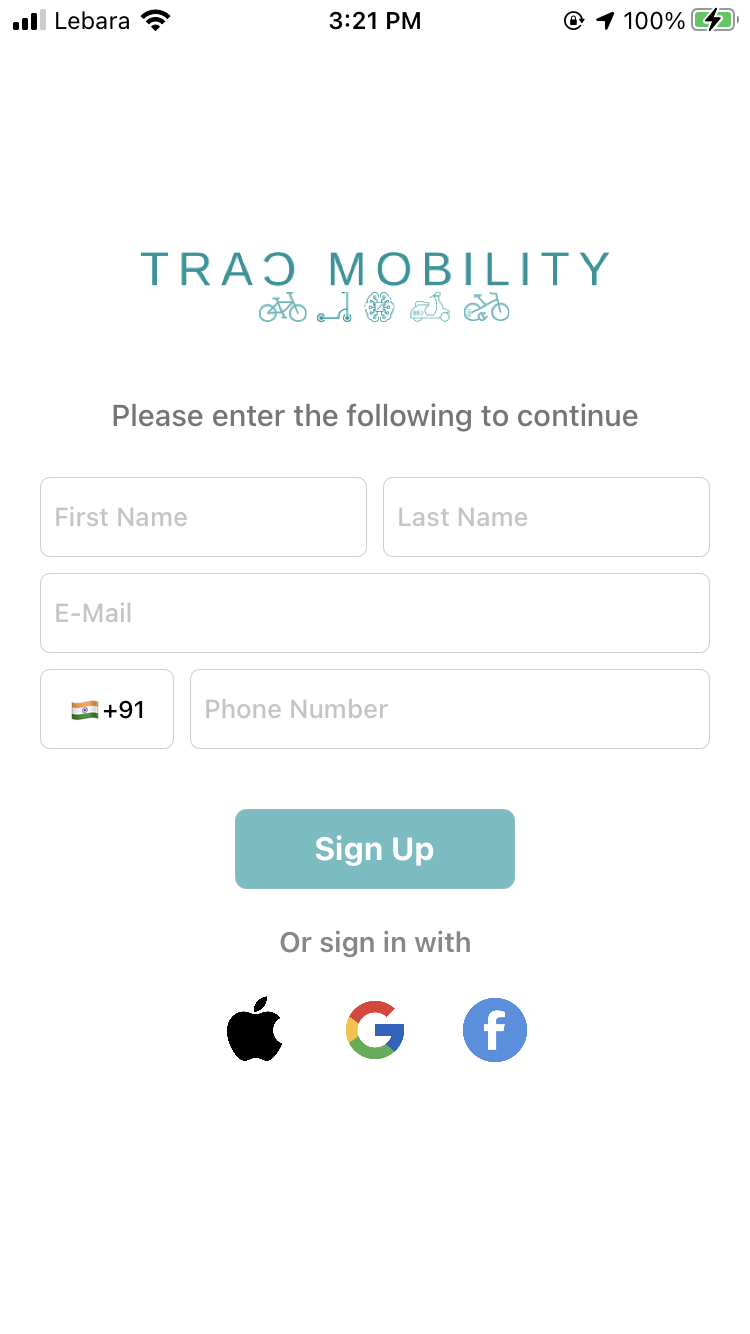 Lebara 3:21 PM 100%
TRAC MOBILITY
Please enter the following to continue
First Name Last Name
E-Mail
+91 Phone Number
Sign Up
Or sign in with